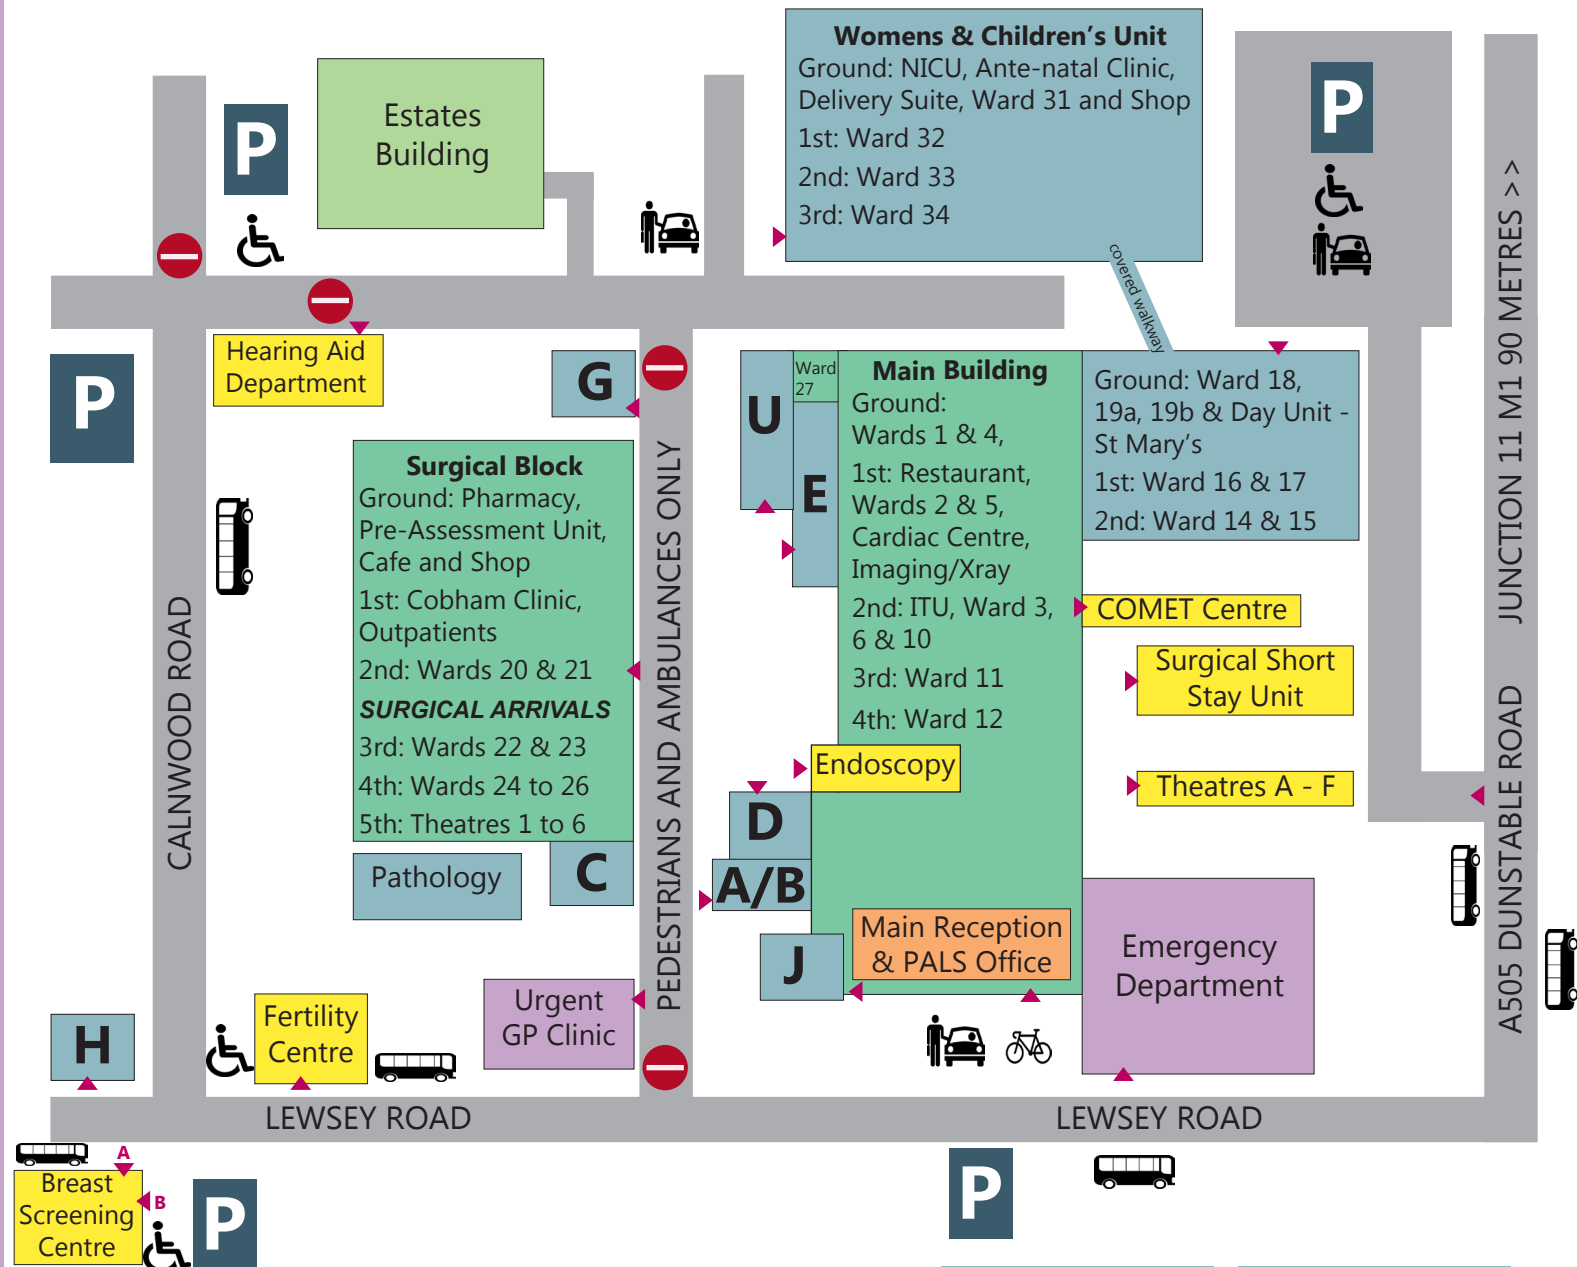 Womens & Children's Unit
Ground: NICU, Ante-natal Clinic,
Delivery Suite, Ward 31 and Shop
1st: Ward 32
2nd: Ward 33
3rd: Ward 34
P
Estates
Building
P
covered walkway
JUNCTION 11 M1 90 METRES >>
Hearing Aid
Department
P
G
U
Ward
27
E
Main Building
Ground:
Wards 1 & 4,
1st: Restaurant,
Wards 2 & 5,
Cardiac Centre,
Imaging/Xray
2nd: ITU, Ward 3,
6 & 10
3rd: Ward 11
4th: Ward 12
Ground: Ward 18,
19a, 19b & Day Unit -
St Mary's
1st: Ward 16 & 17
2nd: Ward 14 & 15
Surgical Block
Ground: Pharmacy,
Pre-Assessment Unit,
Cafe and Shop
1st: Cobham Clinic,
Outpatients
2nd: Wards 20 & 21
SURGICAL ARRIVALS
3rd: Wards 22 & 23
4th: Wards 24 to 26
5th: Theatres 1 to 6
CALNWOOD ROAD
PEDESTRIANS AND AMBULANCES ONLY
COMET Centre
Surgical Short
Stay Unit
Endoscopy
Theatres A - F
A505 DUNSTABLE ROAD
D
A/B
C
Pathology
J
Main Reception
& PALS Office
Emergency
Department
Urgent
GP Clinic
Fertility
Centre
H
LEWSEY ROAD
LEWSEY ROAD
A
B
Breast
Screening
Centre
P
P